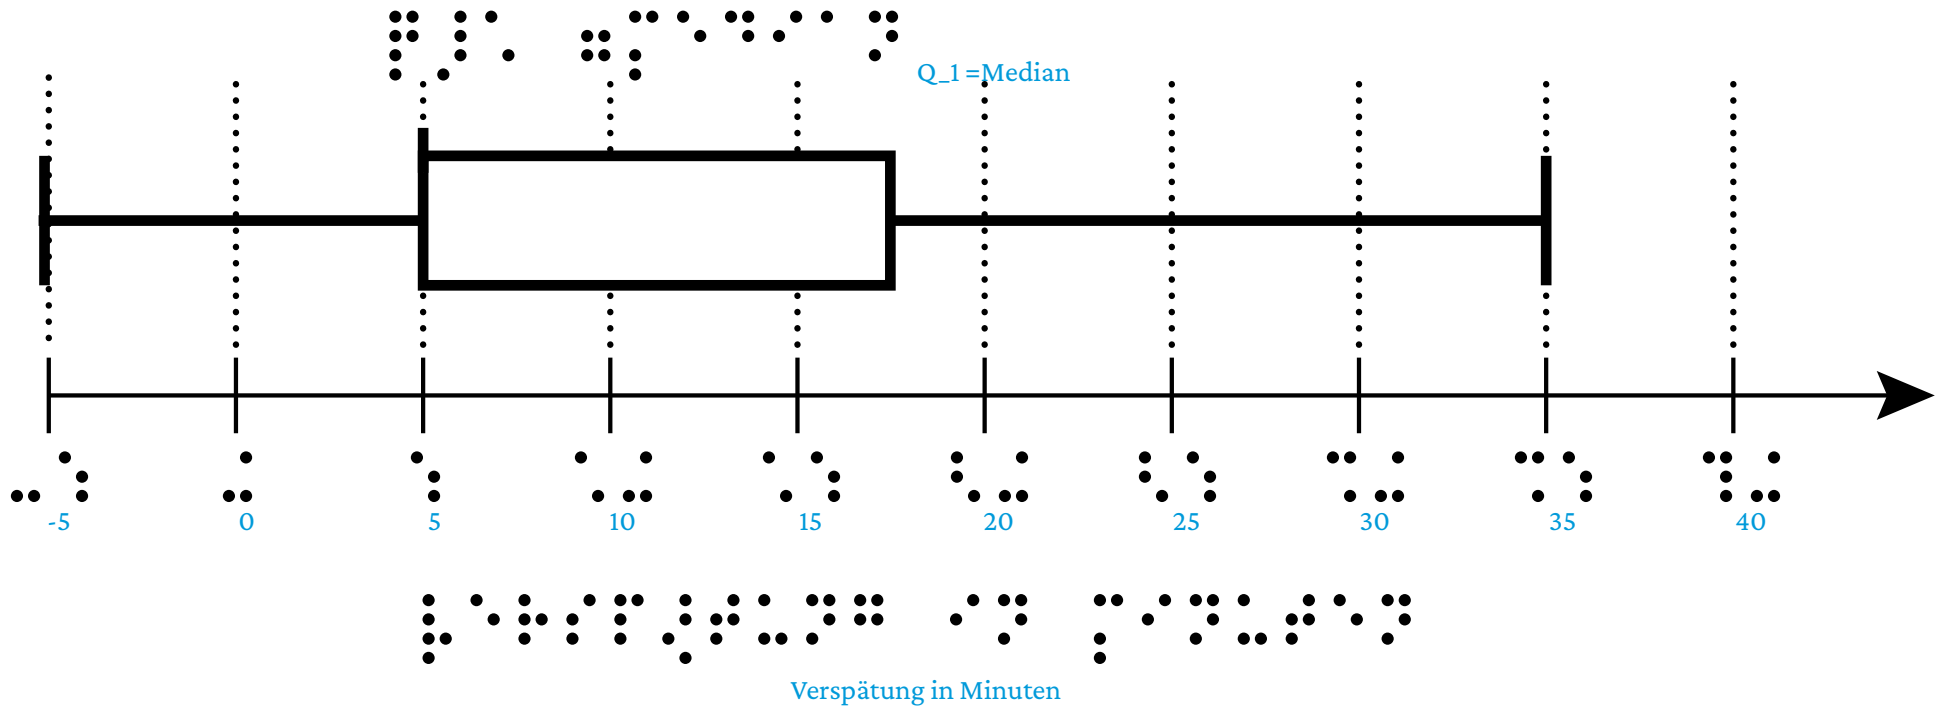 ⡟⡸⠡ ⠶⡍⠑⠙⠊⠁⠝
Q_1=Median
⠤⠱ ⠬ ⠱ ⠡⠬ ⠡⠱ ⠣⠬ ⠣⠱ ⠩⠬ ⠩⠱ ⠹⠬
-5 0 5 10 15 20 25 30 35 40
⡧⠑⠗⠎⠏⢜⠞⠥⠝⠛ ⠊⠝ ⡍⠊⠝⠥⠞⠑⠝
Verspätung in Minuten